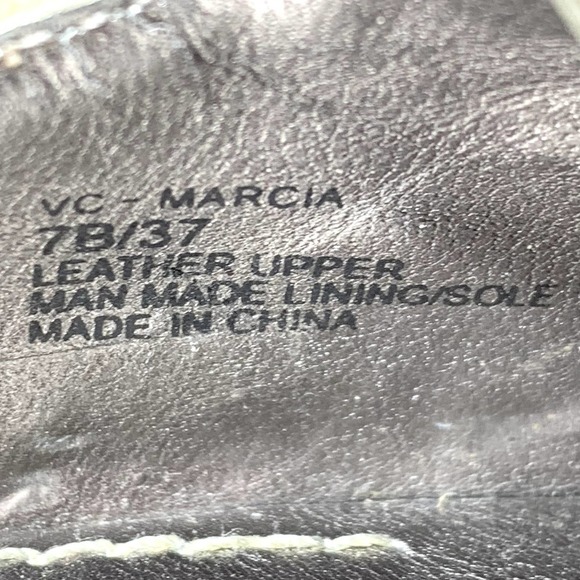 VC - MARCIA
7B/37
LEATHER UPPER
MAN MADE LINING/SOLE
MADE IN CHINA